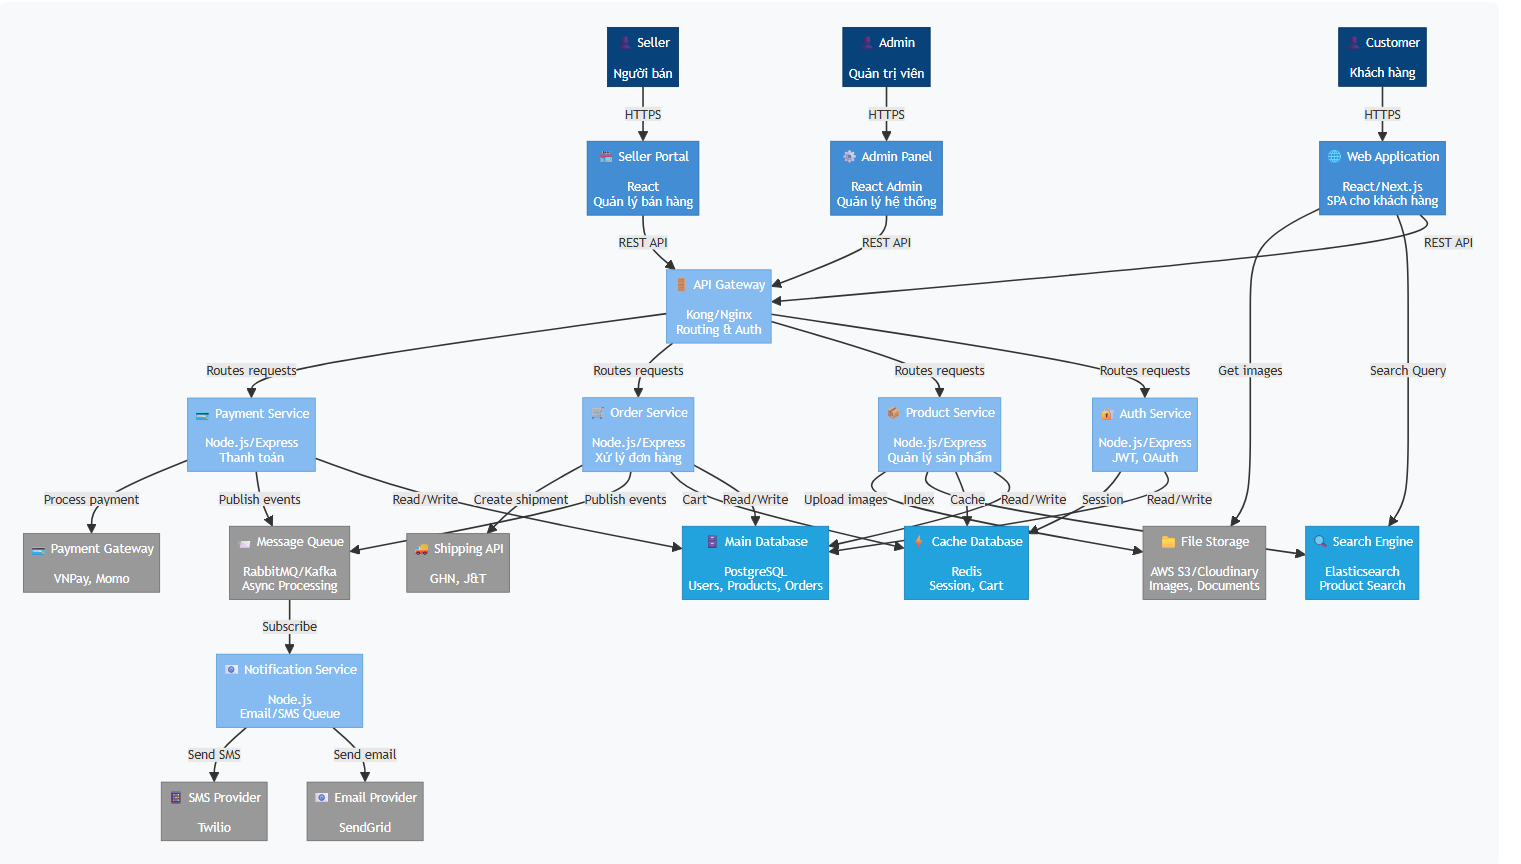 Seller
Người bán
Admin
Quản trị viên
Customer
Khách hàng
HTTPS
HTTPS
HTTPS
Seller Portal
React
Quản lý bán hàng
Admin Panel
React Admin
Quản lý hệ thống
Web Application
React/Next.js
SPA cho khách hàng
REST API
REST API
REST API
API Gateway
Kong/Nginx
Routing & Auth
Routes requests
Routes requests
Routes requests
Routes requests
Get images
Search Query
Payment Service
Node.js/Express
Thanh toán
Order Service
Node.js/Express
Xử lý đơn hàng
Product Service
Node.js/Express
Quản lý sản phẩm
Auth Service
Node.js/Express
JWT, OAuth
Process payment
Publish events
Read/Write
Create shipment
Publish events
Cart
Read/Write
Upload images
Index
Cache
Read/Write
Session
Read/Write
Payment Gateway
VNPay, Momo
Message Queue
RabbitMQ/Kafka
Async Processing
Shipping API
GHN, J&T
Main Database
PostgreSQL
Users, Products, Orders
Cache Database
Redis
Session, Cart
File Storage
AWS S3/Cloudinary
Images, Documents
Search Engine
Elasticsearch
Product Search
Subscribe
Notification Service
Node.js
Email/SMS Queue
Send SMS
Send email
SMS Provider
Twilio
Email Provider
SendGrid